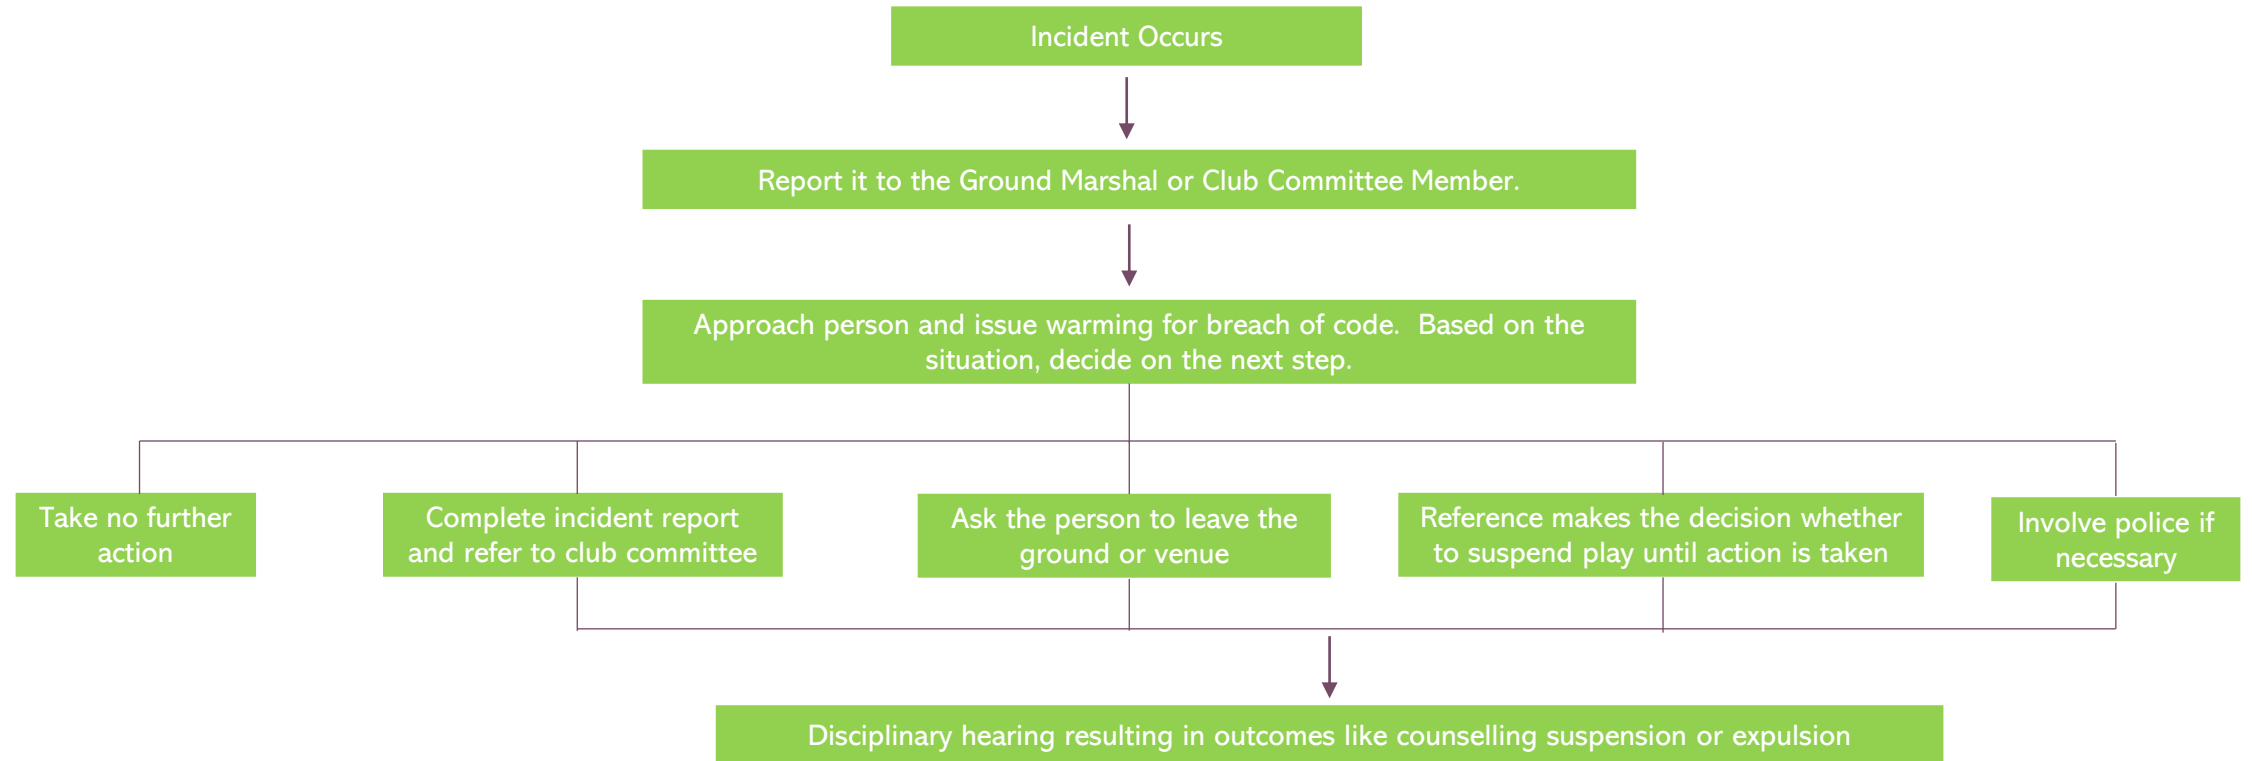 Incident Occurs
Report it to the Ground Marshal or Club Committee Member.
Approach person and issue warming for breach of code.  Based on the
situation, decide on the next step.
Take no further
action
Complete incident report
and refer to club committee
Ask the person to leave the
ground or venue
Reference makes the decision whether
to suspend play until action is taken
Involve police if
necessary
Disciplinary hearing resulting in outcomes like counselling suspension or expulsion